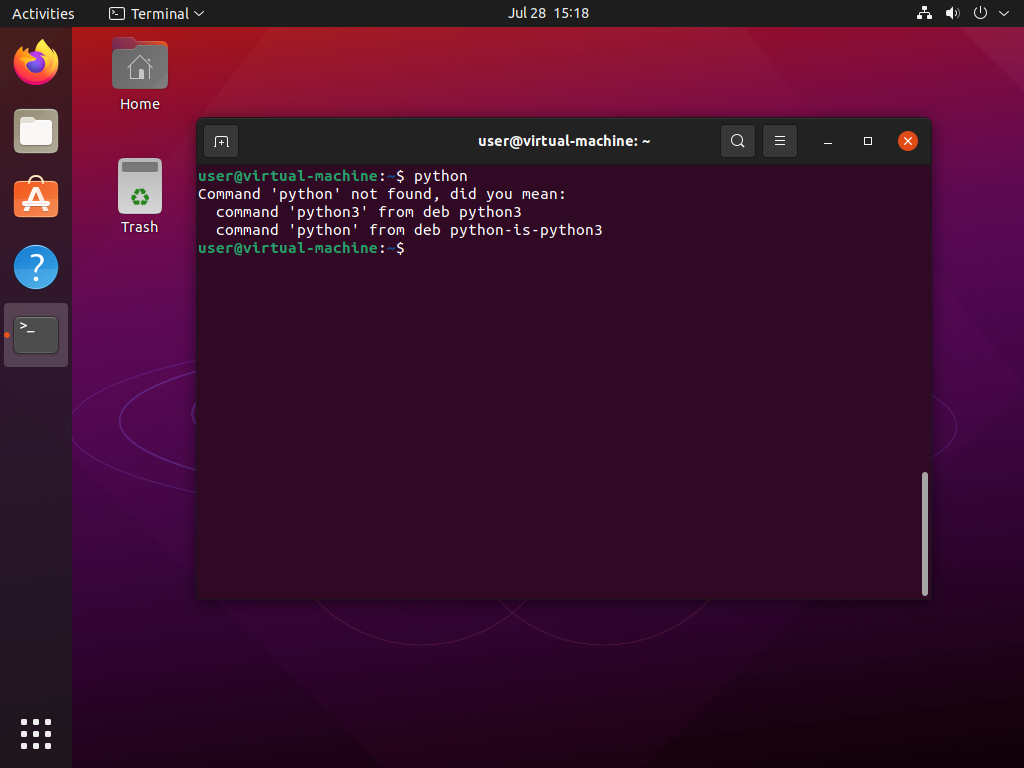 Activities
Terminal
Jul 28 15:18
Home
Trash
user@virtual-machine: ~
user@virtual-machine:~$ python
Command 'python' not found, did you mean:
  command 'python3' from deb python3
  command 'python' from deb python-is-python3
user@virtual-machine:~$